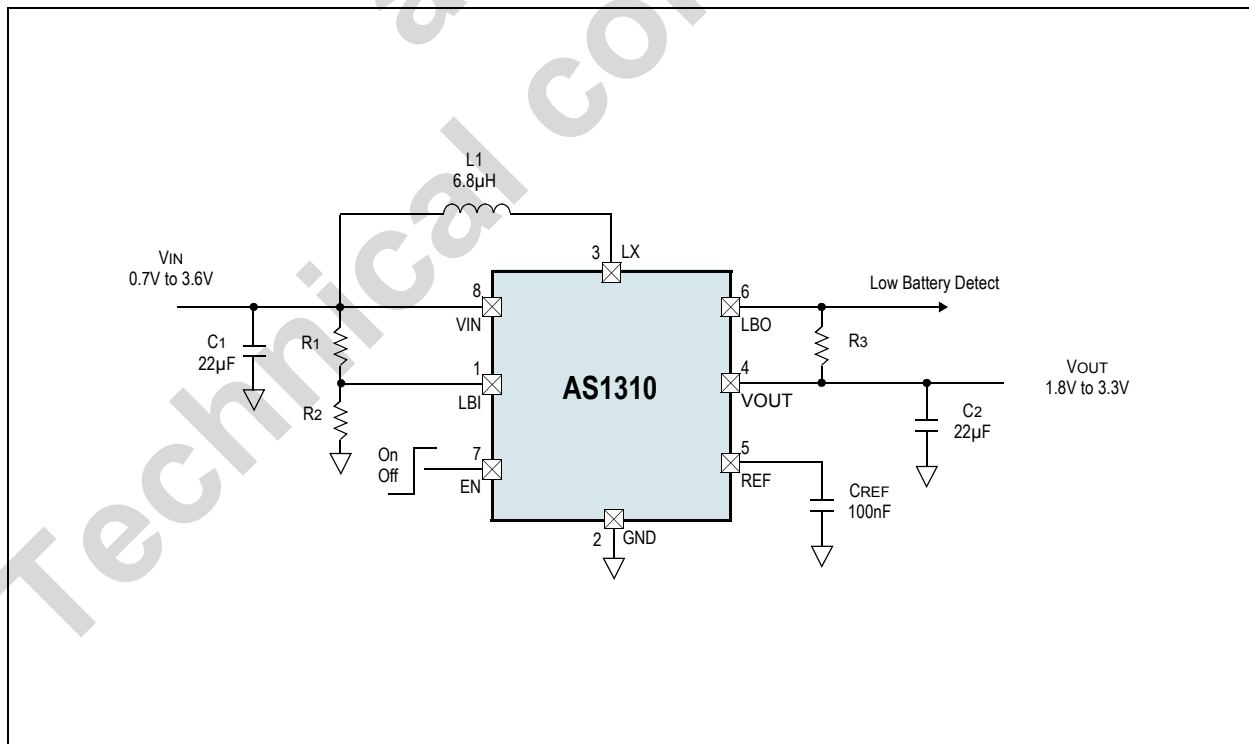 Technical con
L1
6.8µH
3
LX
VIN
0.7V to 3.6V
8
VIN
6
LBO
Low Battery Detect
C1
22µF
R1
R3
1
LBI
AS1310
4
VOUT
VOUT
1.8V to 3.3V
R2
C2
22µF
On
Off
7
EN
5
REF
CREF
100nF
2
GND